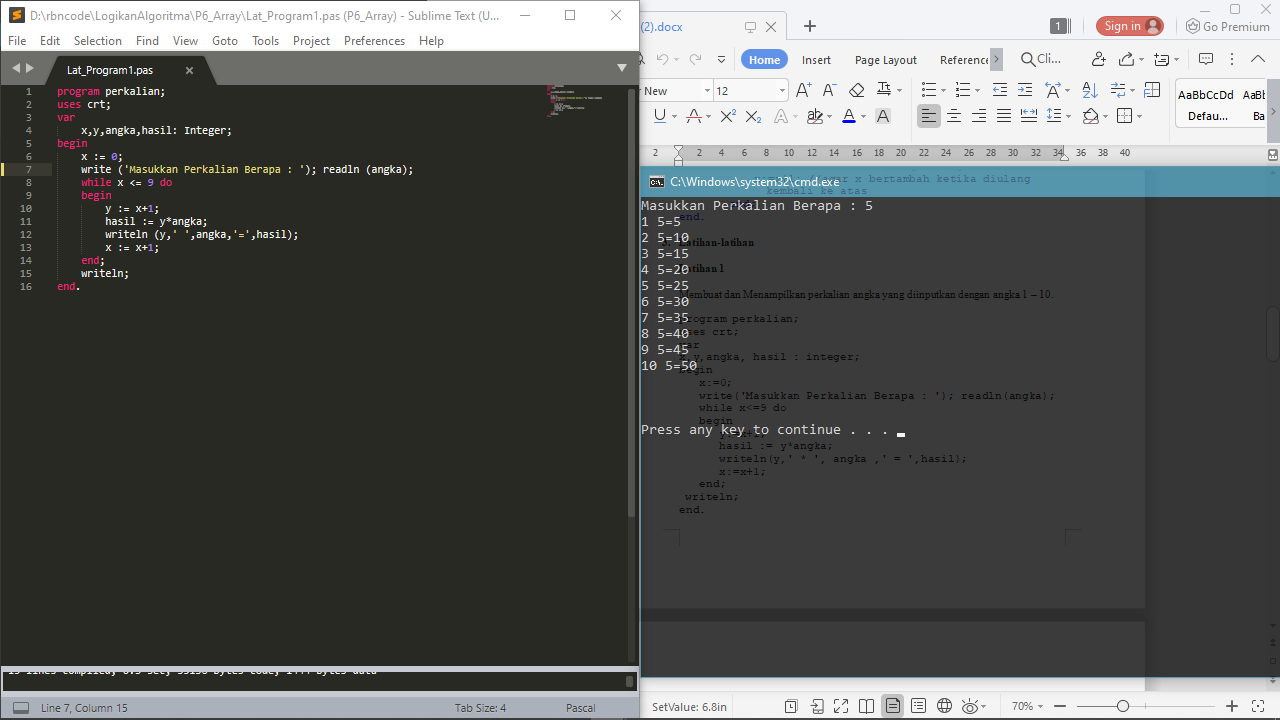 D:\rbncode\LogikanAlgoritma\P6_Array\Lat_Program1.pas (P6_Array) - Sublime Text (U...
File Edit Selection Find View Goto Tools Project Preferences Help
Lat_Program1.pas
1 program perkalian;
2 uses crt;
3 var
4 x,y,angka,hasil: Integer;
5 begin
6 x := 0;
7 write ('Masukkan Perkalian Berapa : '); readln (angka);
8 while x <= 9 do
9 begin
10 y := x+1;
11 hasil := y*angka;
12 writeln (y,' ',angka,'=',hasil);
13 x := x+1;
14 end;
15 writeln;
16 end.
Line 7, Column 15 Tab Size: 4 Pascal
(2).docx 1 Sign in Go Premium
Home Insert Page Layout Reference Cli...
New 12 AaBbCcDd AaBb
Defau... Ba
2 2 4 6 8 10 12 14 16 18 20 22 24 26 28 30 32 34 36 38 40
x bertambah ketika diulang
C:\Windows\system32\cmd.exe
kembali ke atas
Masukkan Perkalian Berapa : 5
end.
1 5=5
2 5=10
Latihan-latihan
3 5=15
Latihan 1
4 5=20
5 5=25
Membuat dan Menampilkan perkalian angka yang diinputkan dengan angka 1 – 10.
6 5=30
program perkalian;
7 5=35
uses crt;
8 5=40
var
9 5=45
x,y,angka, hasil : integer;
10 5=50
begin
x:=0;
write('Masukkan Perkalian Berapa : '); readln(angka);
while x<=9 do
begin
Press any key to continue . . .
hasil := y*angka;
writeln(y,' * ', angka ,' = ',hasil);
x:=x+1;
end;
writeln;
end.
SetValue: 6.8in 70%